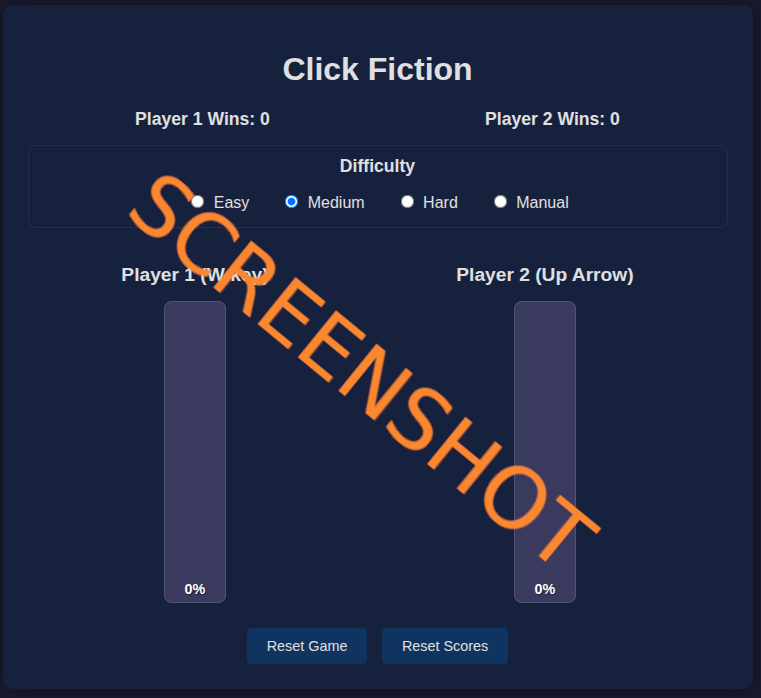 Click Fiction
Player 1 Wins: 0 Player 2 Wins: 0
Difficulty
Easy Medium Hard Manual
Player 1 (W key) Player 2 (Up Arrow)
SCREENSHOT
0% 0%
Reset Game Reset Scores